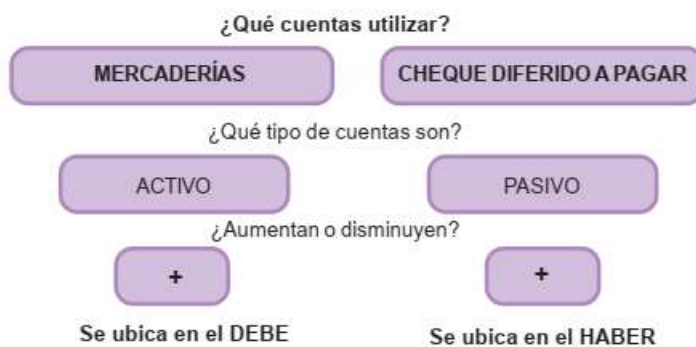 ¿Qué cuentas utilizar?
MERCADERÍAS CHEQUE DIFERIDO A PAGAR
¿Qué tipo de cuentas son?
ACTIVO PASIVO
¿Aumentan o disminuyen?
+ +
Se ubica en el DEBE Se ubica en el HABER